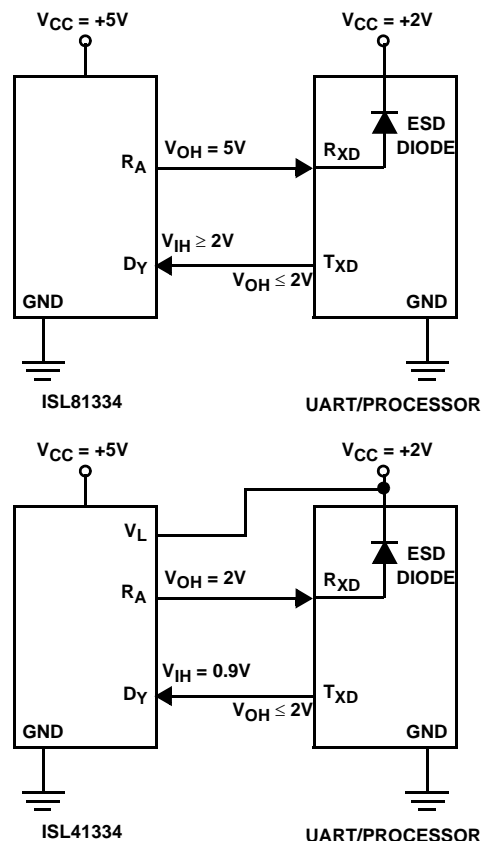 VCC = +5V
VCC = +2V
ESD
DIODE
RA
VOH = 5V
RXD
VIH ≥ 2V
DY
VOH ≤ 2V
TXD
GND
GND
ISL81334
UART/PROCESSOR
VCC = +5V
VCC = +2V
VL
ESD
DIODE
RA
VOH = 2V
RXD
VIH = 0.9V
DY
VOH ≤ 2V
TXD
GND
GND
ISL41334
UART/PROCESSOR